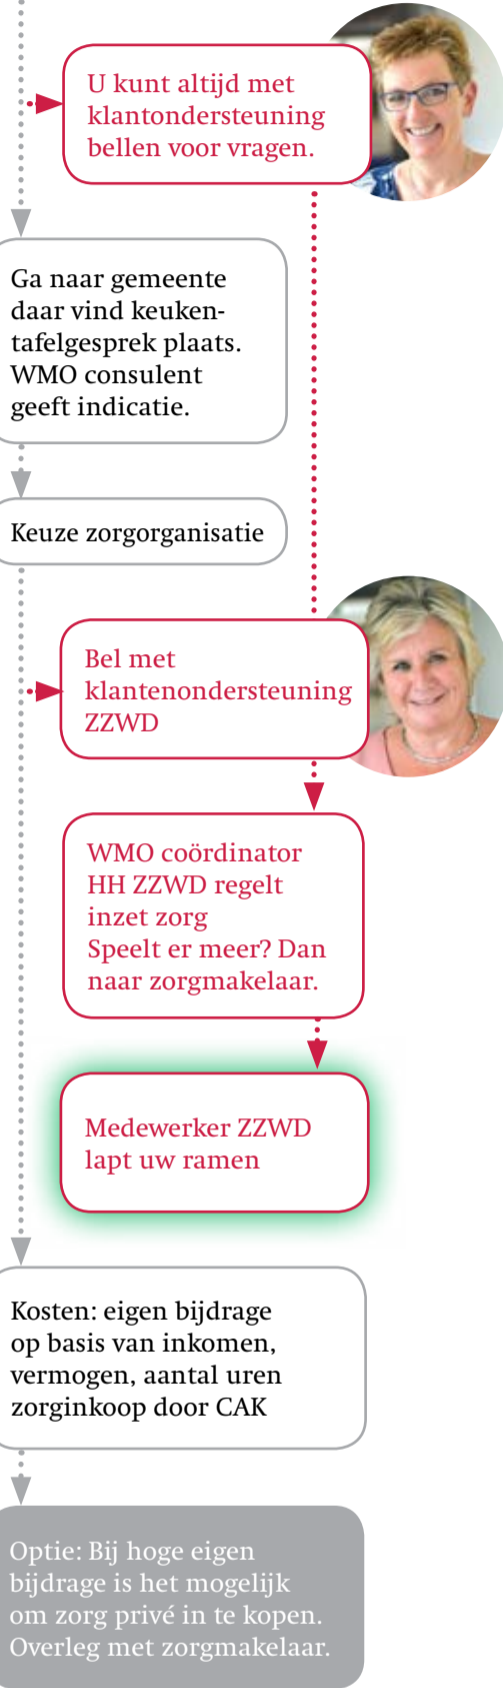 U kunt altijd met
klantondersteuning
bellen voor vragen.
Ga naar gemeente
daar vind keuken-
tafelgesprek plaats.
WMO consulent
geeft indicatie.
Keuze zorgorganisatie
Bel met
klantenondersteuning
ZZWD
WMO coördinator
HH ZZWD regelt
inzet zorg
Speelt er meer? Dan
naar zorgmakelaar.
Medewerker ZZWD
lapt uw ramen
Kosten: eigen bijdrage
op basis van inkomen,
vermogen, aantal uren
zorginkoop door CAK
Optie: Bij hoge eigen
bijdrage is het mogelijk
om zorg privé in te kopen.
Overleg met zorgmakelaar.